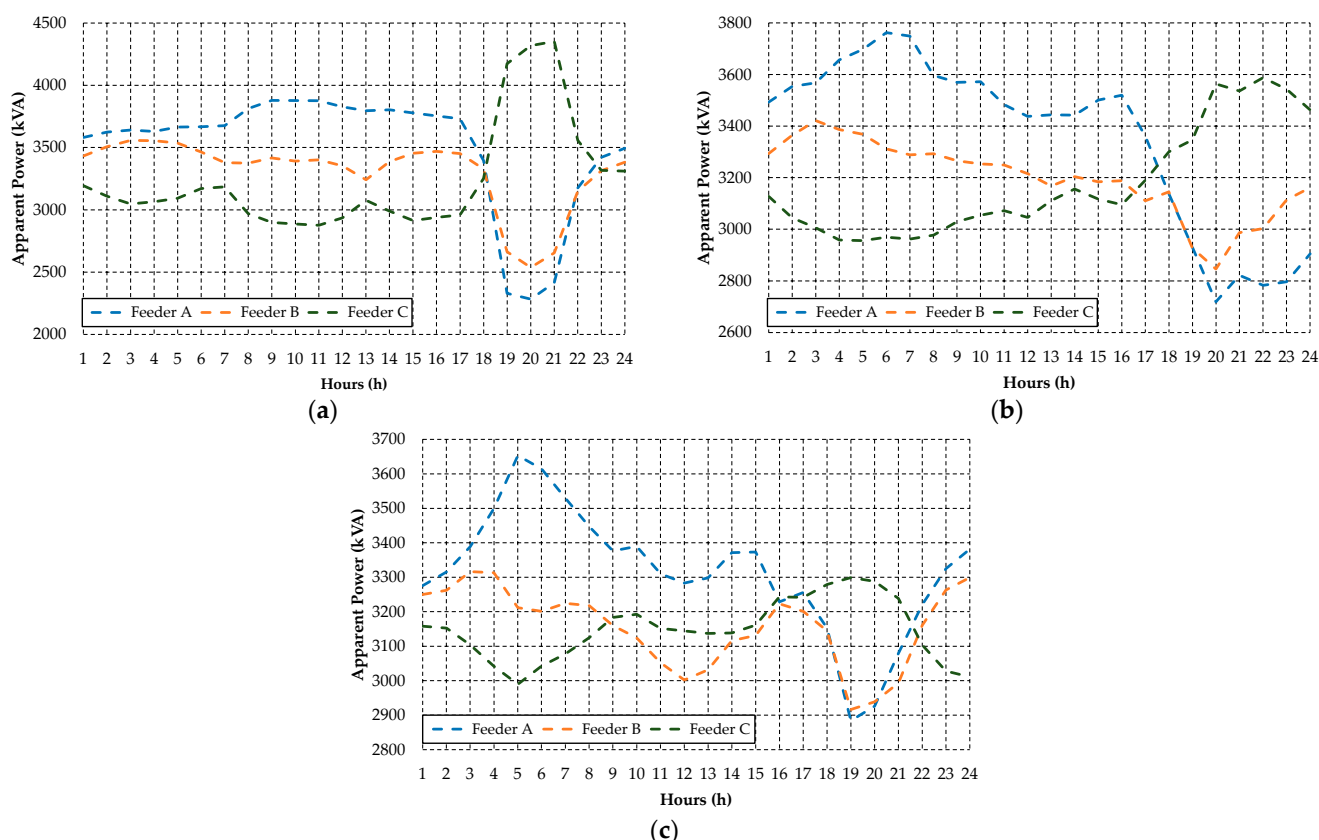 4500
4000
3500
3000
2500
2000
Apparent Power (kVA)
Feeder A Feeder B Feeder C
1 2 3 4 5 6 7 8 9 10 11 12 13 14 15 16 17 18 19 20 21 22 23 24
Hours (h)
(a)
3800
3600
3400
3200
3000
2800
2600
Apparent Power (kVA)
Feeder A Feeder B Feeder C
1 2 3 4 5 6 7 8 9 10 11 12 13 14 15 16 17 18 19 20 21 22 23 24
Hours (h)
(b)
3700
3600
3500
3400
3300
3200
3100
3000
2900
2800
Apparent Power (kVA)
Feeder A Feeder B Feeder C
1 2 3 4 5 6 7 8 9 10 11 12 13 14 15 16 17 18 19 20 21 22 23 24
Hours (h)
(c)